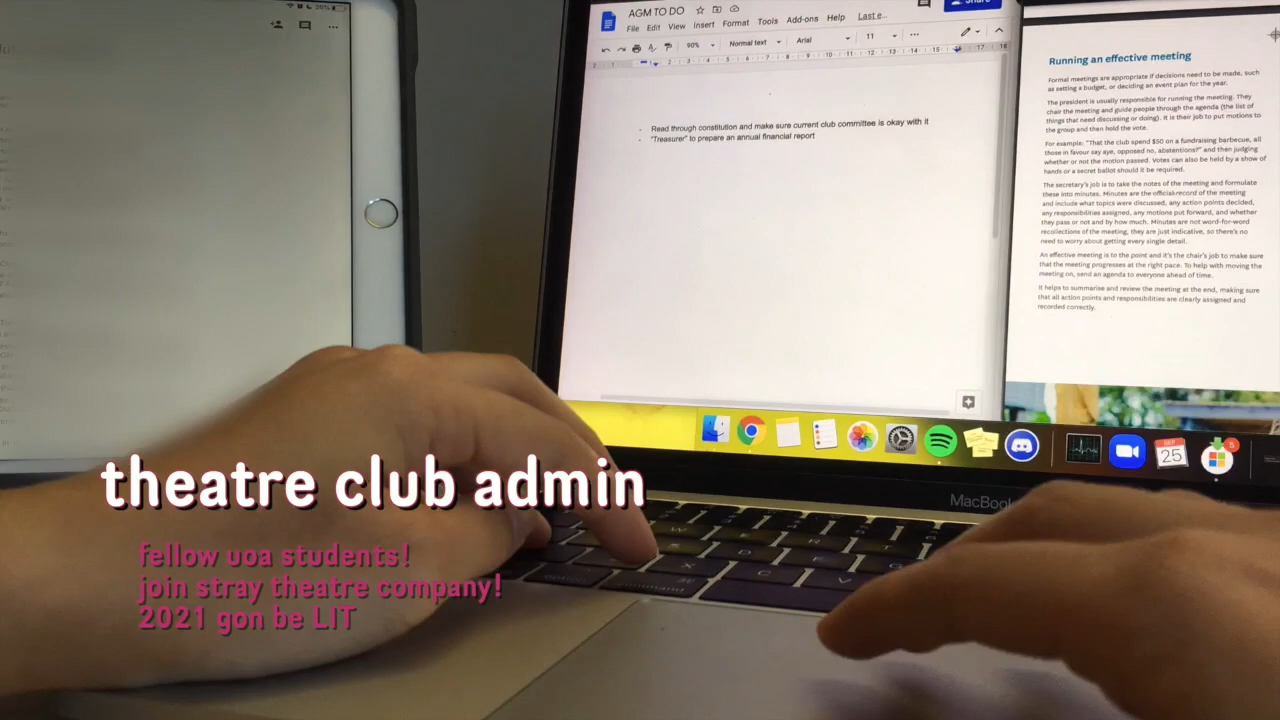 20%
AGM TO DO
File Edit View Insert Format Tools Add-ons Help Last e...
90% Normal text Arial 11
- Read through constitution and make sure current club committee is okay with it
- "Treasurer" to prepare an annual financial report
Running an effective meeting
Formal meetings are appropriate if decisions need to be made, such
as setting a budget, or deciding an event plan for the year.
The president is usually responsible for running the meeting. They
chair the meeting and guide people through the agenda (the list of
things that need discussing or doing). It is their job to put motions to
the group and then hold the vote.
For example: "That the club spend $50 on a fundraising barbecue, all
those in favour say aye, opposed no, abstentions?" and then judging
whether or not the motion passed. Votes can also be held by a show of
hands or a secret ballot should it be required.
The secretary's job is to take the notes of the meeting and formulate
these into minutes. Minutes are the official record of the meeting
and include what topics were discussed, any action points decided,
any responsibilities assigned, any motions put forward, and whether
they pass or not and by how much. Minutes are not word-for-word
recollections of the meeting, they are just indicative, so there's no
need to worry about getting every single detail.
An effective meeting is to the point and it's the chair's job to make sure
that the meeting progresses at the right pace. To help with moving the
meeting on, send an agenda to everyone ahead of time.
It helps to summarise and review the meeting at the end, making sure
that all action points and responsibilities are clearly assigned and
recorded correctly.
SEP
25
5
MacBook
theatre club admin
fellow uoa students!
join stray theatre company!
2021 gon be LIT